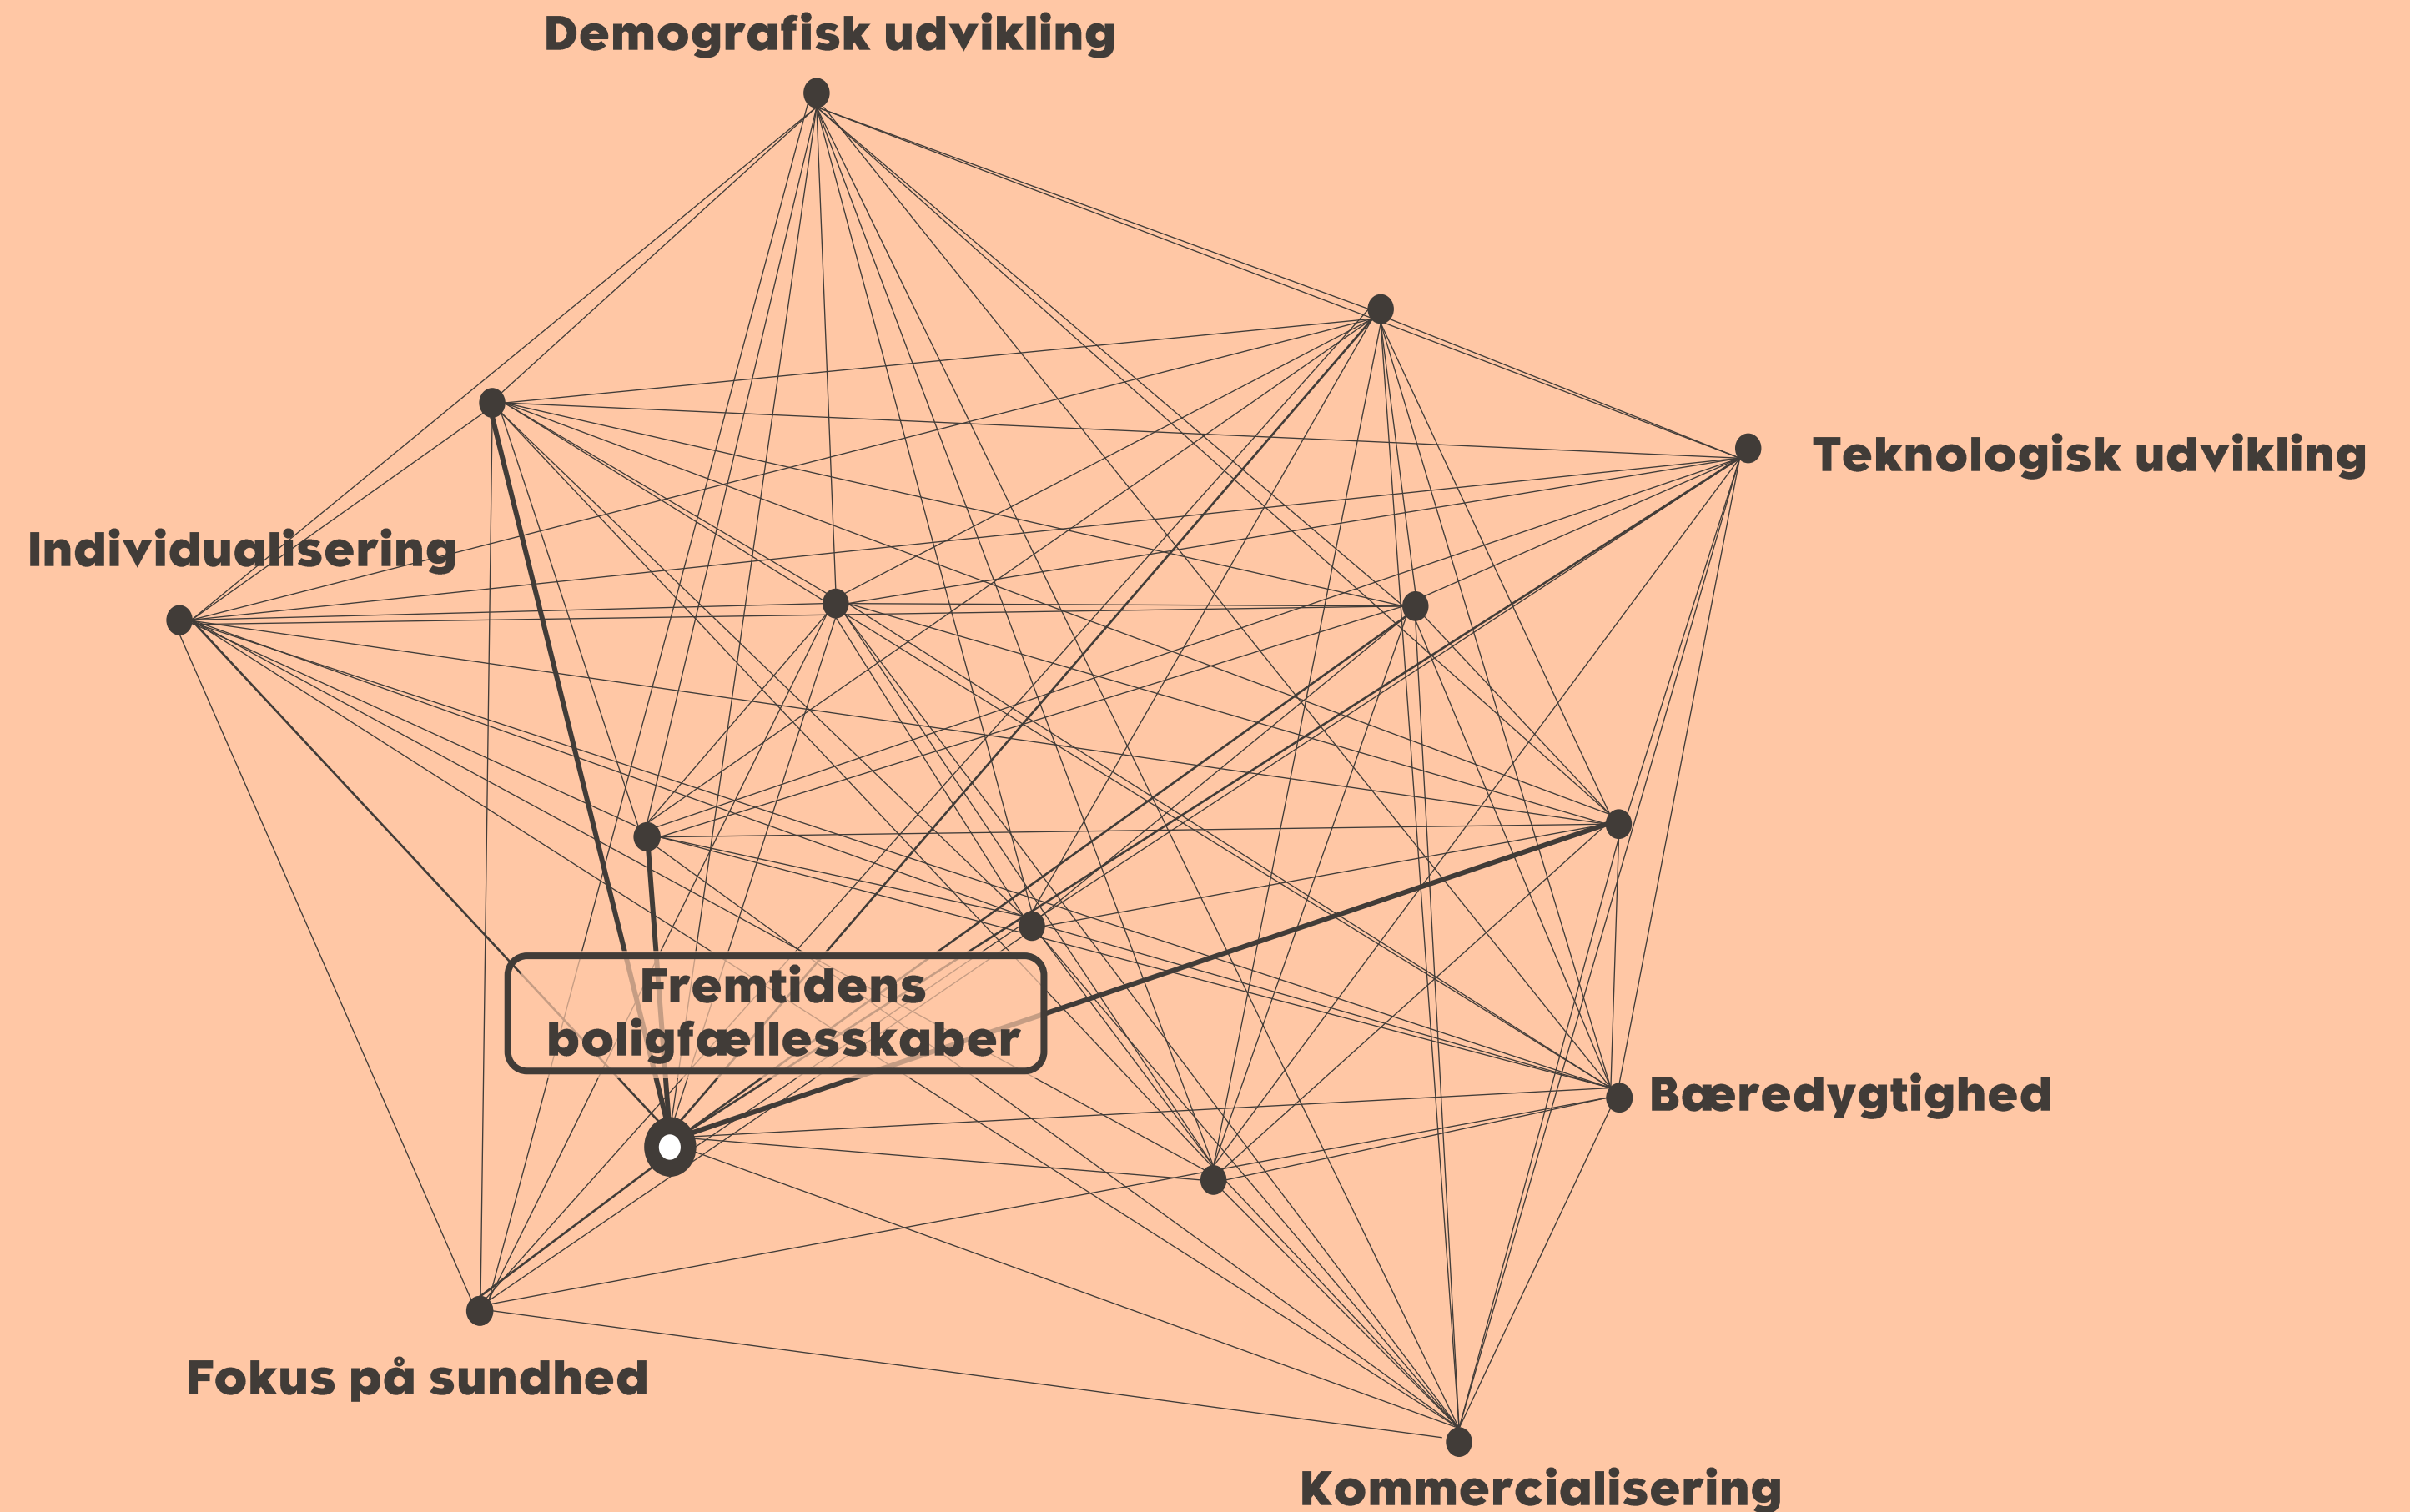 Demografisk udvikling
Teknologisk udvikling
Individualisering
Fremtidens
boligfællesskaber
Bæredygtighed
Fokus på sundhed
Kommercialisering